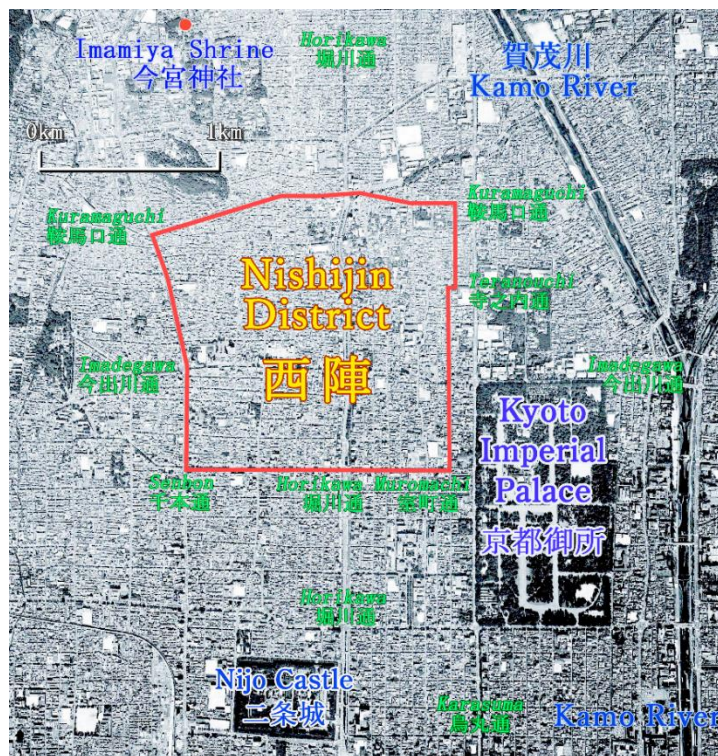 Imamiya Shrine
今宮神社
Horikawa
堀川通
賀茂川
Kamo River
0km
1km
Kuramaguchi
鞍馬口通
Kuramaguchi
鞍馬口通
Nishijin
District
西陣
Teranouchi
寺之内通
Imadegawa
今出川通
Imadegawa
今出川通
Kyoto
Imperial
Palace
京都御所
Senbon
千本通
Horikawa
堀川通
Muromachi
室町通
Horikawa
堀川通
Nijo Castle
二条城
Karasuma
烏丸通
Kamo River